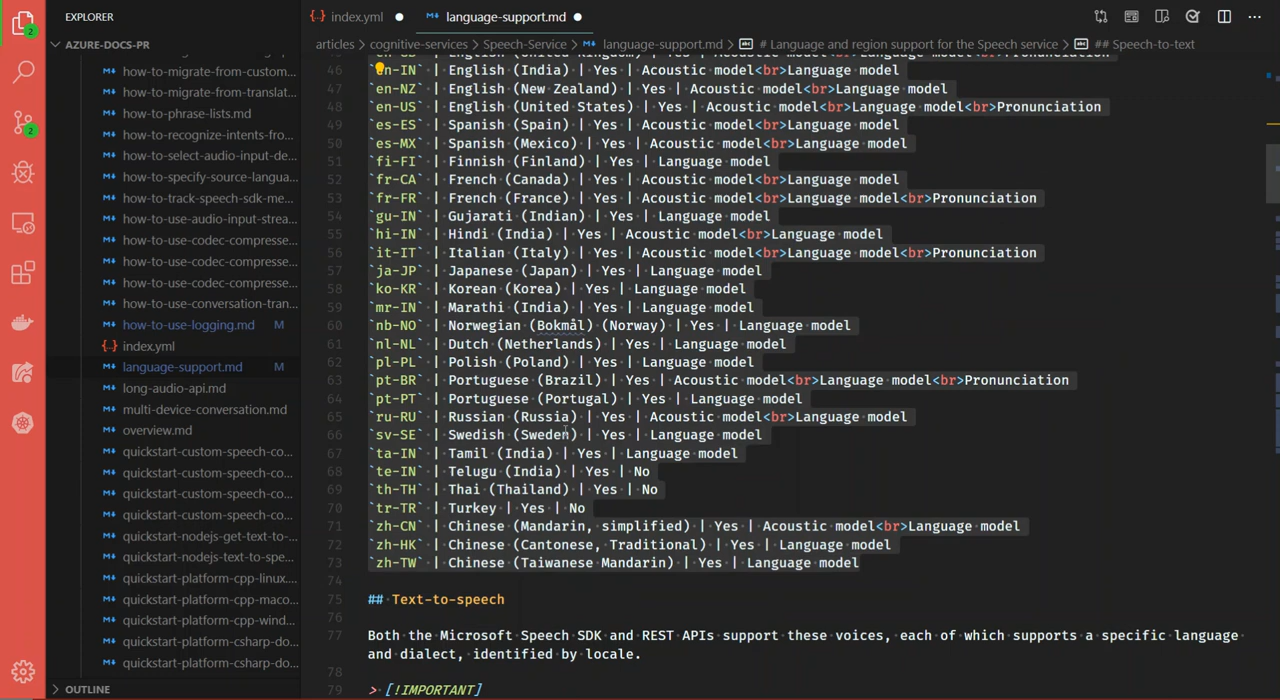 EXPLORER
AZURE-DOCS-PR
how-to-migrate-from-custom...
how-to-migrate-from-translat...
how-to-phrase-lists.md
how-to-recognize-intents-fro...
how-to-select-audio-input-de...
how-to-specify-source-langua...
how-to-track-speech-sdk-me...
how-to-use-audio-input-strea...
how-to-use-codec-compresse...
how-to-use-codec-compresse...
how-to-use-codec-compresse...
how-to-use-conversation-tran...
how-to-use-logging.md M
index.yml
language-support.md M
long-audio-api.md
multi-device-conversation.md
overview.md
quickstart-custom-speech-co...
quickstart-custom-speech-co...
quickstart-custom-speech-co...
quickstart-nodejs-get-text-to-...
quickstart-nodejs-text-to-spe...
quickstart-platform-cpp-linux...
quickstart-platform-cpp-maco...
quickstart-platform-cpp-wind...
quickstart-platform-csharp-do...
quickstart-platform-csharp-do...
OUTLINE
2
2
index.yml
language-support.md
articles > cognitive-services > Speech-Service > language-support.md > # Language and region support for the Speech service > ## Speech-to-text
46 en-IN` | English (India) | Yes | Acoustic model<br>Language model
47 `en-NZ` | English (New Zealand) | Yes | Acoustic model<br>Language model
48 `en-US` | English (United States) | Yes | Acoustic model<br>Language model<br>Pronunciation
49 `es-ES` | Spanish (Spain) | Yes | Acoustic model<br>Language model
50 `es-MX` | Spanish (Mexico) | Yes | Acoustic model<br>Language model
51 `fi-FI` | Finnish (Finland) | Yes | Language model
52 `fr-CA` | French (Canada) | Yes | Acoustic model<br>Language model
53 `fr-FR` | French (France) | Yes | Acoustic model<br>Language model<br>Pronunciation
54 `gu-IN` | Gujarati (Indian) | Yes | Language model
55 `hi-IN` | Hindi (India) | Yes | Acoustic model<br>Language model
56 `it-IT` | Italian (Italy) | Yes | Acoustic model<br>Language model<br>Pronunciation
57 `ja-JP` | Japanese (Japan) | Yes | Language model
58 `ko-KR` | Korean (Korea) | Yes | Language model
59 `mr-IN` | Marathi (India) | Yes | Language model
60 `nb-NO` | Norwegian (Bokmål) (Norway) | Yes | Language model
61 `nl-NL` | Dutch (Netherlands) | Yes | Language model
62 `pl-PL` | Polish (Poland) | Yes | Language model
63 `pt-BR` | Portuguese (Brazil) | Yes | Acoustic model<br>Language model<br>Pronunciation
64 `pt-PT` | Portuguese (Portugal) | Yes | Language model
65 `ru-RU` | Russian (Russia) | Yes | Acoustic model<br>Language model
66 `sv-SE` | Swedish (Sweden) | Yes | Language model
67 `ta-IN` | Tamil (India) | Yes | Language model
68 `te-IN` | Telugu (India) | Yes | No
69 `th-TH` | Thai (Thailand) | Yes | No
70 `tr-TR` | Turkey | Yes | No
71 `zh-CN` | Chinese (Mandarin, simplified) | Yes | Acoustic model<br>Language model
72 `zh-HK` | Chinese (Cantonese, Traditional) | Yes | Language model
73 `zh-TW` | Chinese (Taiwanese Mandarin) | Yes | Language model
74
75 ## Text-to-speech
76
77 Both the Microsoft Speech SDK and REST APIs support these voices, each of which supports a specific language
and dialect, identified by locale.
78
79 > [!IMPORTANT]